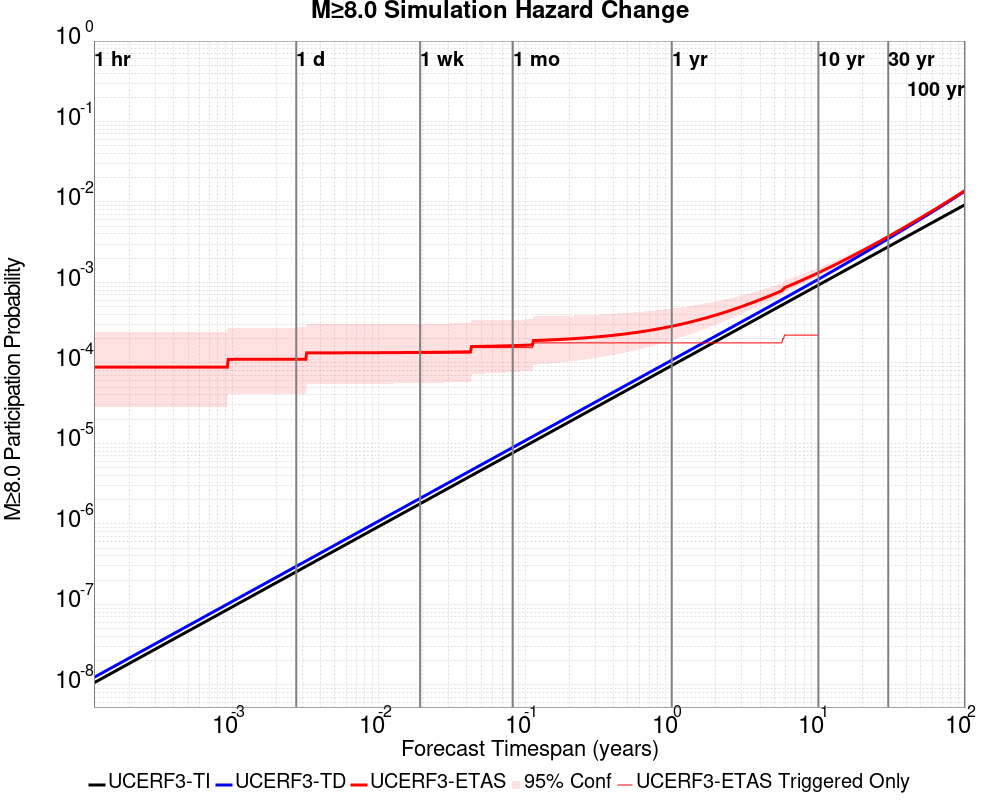 M≥8.0 Simulation Hazard Change
10^0
10^-1
10^-2
10^-3
10^-4
10^-5
10^-6
10^-7
10^-8
M≥8.0 Participation Probability
1 hr
1 d
1 wk
1 mo
1 yr
10 yr
30 yr
100 yr
10^-3
10^-2
10^-1
10^0
10^1
10^2
Forecast Timespan (years)
UCERF3-TI UCERF3-TD UCERF3-ETAS 95% Conf UCERF3-ETAS Triggered Only